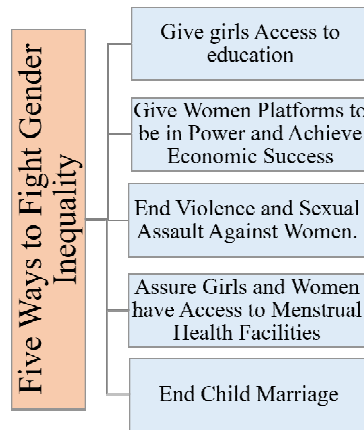 Five Ways to Fight Gender
Inequality
Give girls Access to
education
Give Women Platforms to
be in Power and Achieve
Economic Success
End Violence and Sexual
Assault Against Women.
Assure Girls and Women
have Access to Menstrual
Health Facilities
End Child Marriage